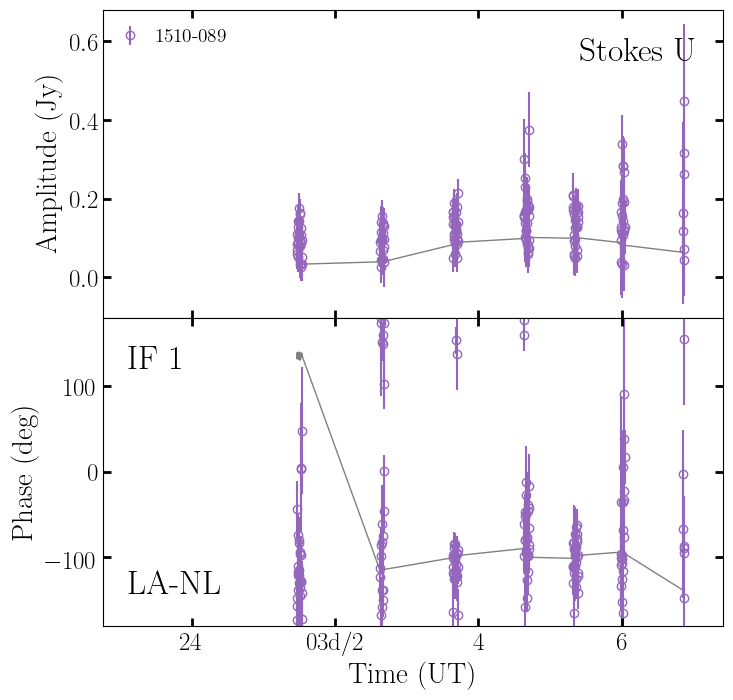 1510-089
Stokes U
0.6
0.4
0.2
0.0
Amplitude (Jy)
IF 1
100
0
−100
Phase (deg)
LA-NL
24 03d/2 4 6
Time (UT)